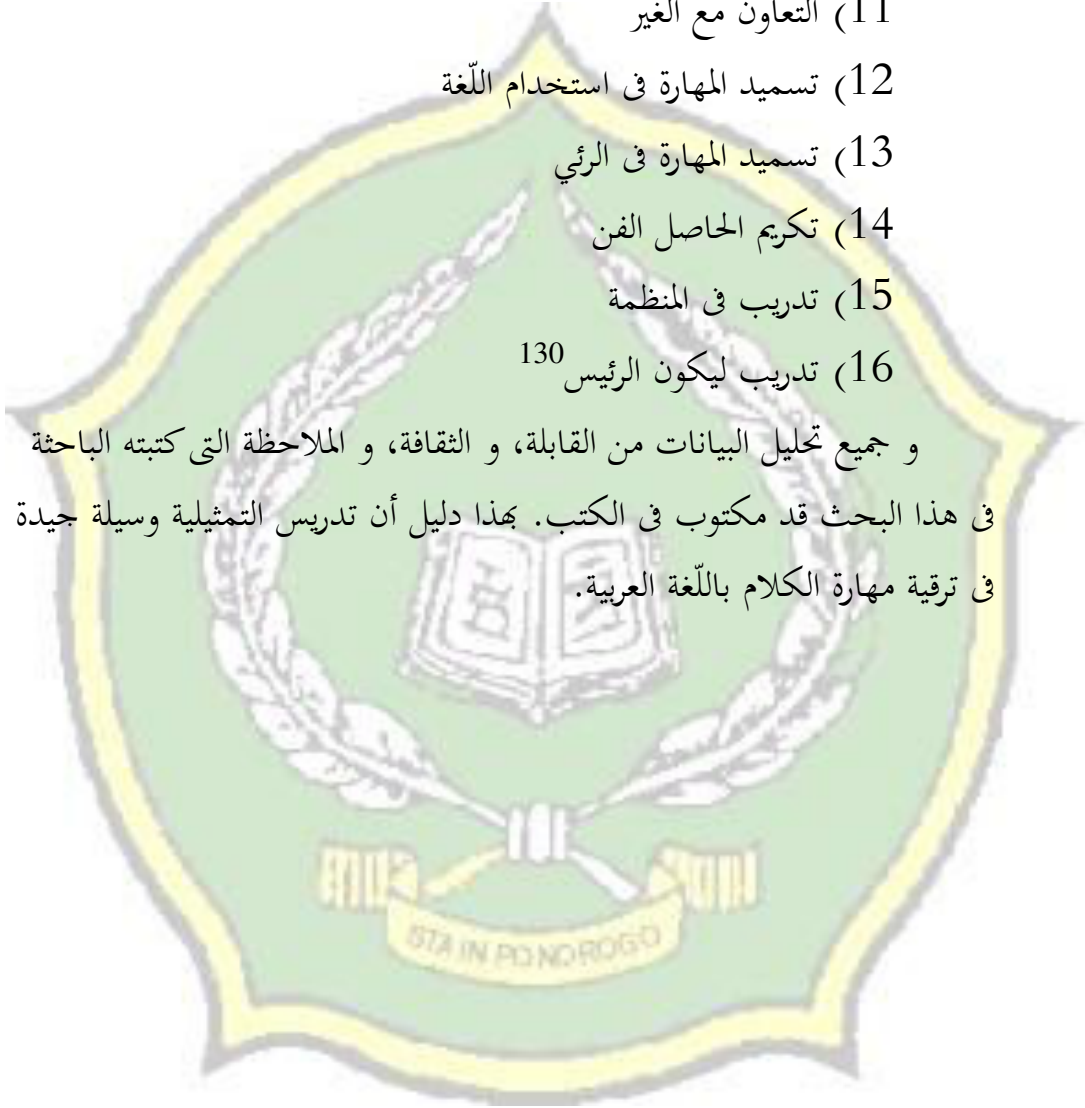 11) التعاون مع الغير
12) تسميد المهارة فى استخدام اللّغة
13) تسميد المهارة فى الرئي
14) تكريم الحاصل الفن
15) تدريب فى المنظمة
16) تدريب ليكون الرئيس130
و جميع تحليل البيانات من القابلة، و الثقافة، و الملاحظة التى كتبته الباحثة
فى هذا البحث قد مكتوب فى الكتب. بهذا دليل أن تدريس التمثيلية وسيلة جيدة
فى ترقية مهارة الكلام باللّغة العربية.
STAIN PONOROGO